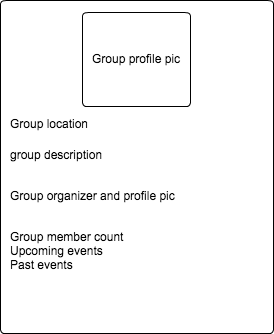 Group profile pic
Group location
group description
Group organizer and profile pic
Group member count
Upcoming events
Past events